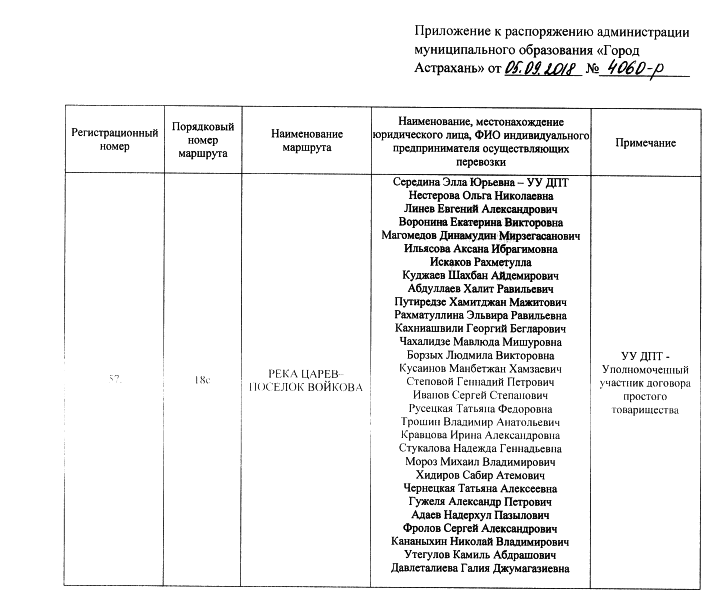 Приложение к распоряжению администрации
муниципального образования «Город
Астрахань» от 05.09.2018 № 4060-р
Регистрационный
номер
Порядковый
номер
маршрута
Наименование
маршрута
Наименование, местонахождение
юридического лица, ФИО индивидуального
предпринимателя осуществляющих
перевозки
Примечание
57.
18с
РЕКА ЦАРЕВ–
ПОСЕЛОК ВОЙКОВА
Середина Элла Юрьевна – УУ ДПТ
Нестерова Ольга Николаевна
Линев Евгений Александрович
Воронина Екатерина Викторовна
Магомедов Динамудин Мирзегасанович
Ильясова Аксана Ибрагимовна
Искаков Рахметулла
Куджаев Шахбан Айдемирович
Абдуллаев Халит Равильевич
Путиредзе Хамитджан Мажитович
Рахматуллина Эльвира Равильевна
Кахниашвили Георгий Бегларович
Чахалидзе Мавлюда Мишуровна
Борзых Людмила Викторовна
Кусаинов Манбетжан Хамзаевич
Степовой Геннадий Петрович
Иванов Сергей Степанович
Русецкая Татьяна Федоровна
Трошин Владимир Анатольевич
Кравцова Ирина Александровна
Стукалова Надежда Геннадьевна
Мороз Михаил Владимирович
Хидиров Сабир Атемович
Чернецкая Татьяна Алексеевна
Гужеля Александр Петрович
Адаев Надерхул Пазылович
Фролов Сергей Александрович
Кананыхин Николай Владимирович
Утегулов Камиль Абдрашович
Давлеталиева Галия Джумагазиевна
УУ ДПТ -
Уполномоченный
участник договора
простого
товарищества